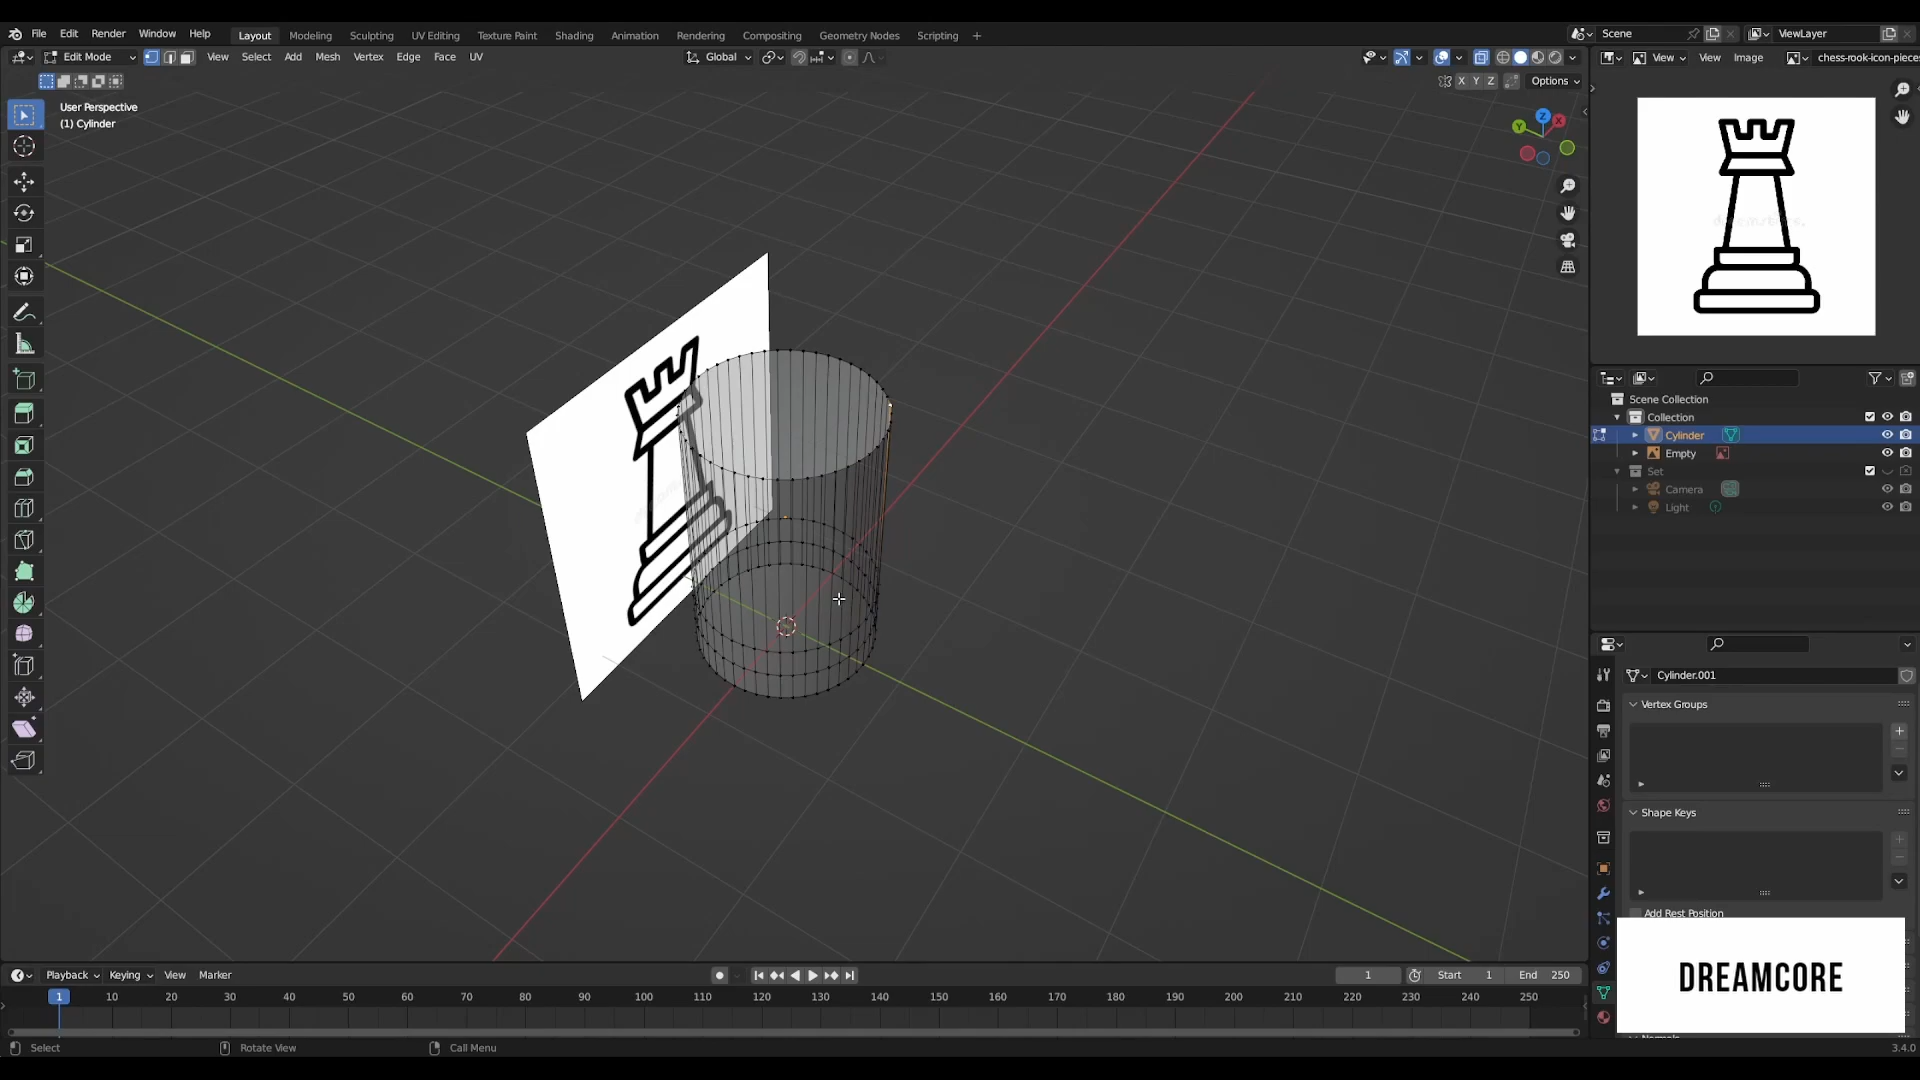 File Edit Render Window Help Layout Modeling Sculpting UV Editing Texture Paint Shading Animation Rendering Compositing Geometry Nodes Scripting + Scene ViewLayer
Edit Mode View Select Add Mesh Vertex Edge Face UV Global View View Image chess-rook-icon-pieces
X Y Z Options
User Perspective
(1) Cylinder
Z
X
Y
Scene Collection
Collection
Cylinder
Empty
Set
Camera
Light
Cylinder.001
Vertex Groups
Shape Keys
Add Rest Position
DREAMCORE
Playback Keying View Marker 1 Start 1 End 250
1 10 20 30 40 50 60 70 80 90 100 110 120 130 140 150 160 170 180 190 200 210 220 230 240 250
Select Rotate View Call Menu 3.4.0